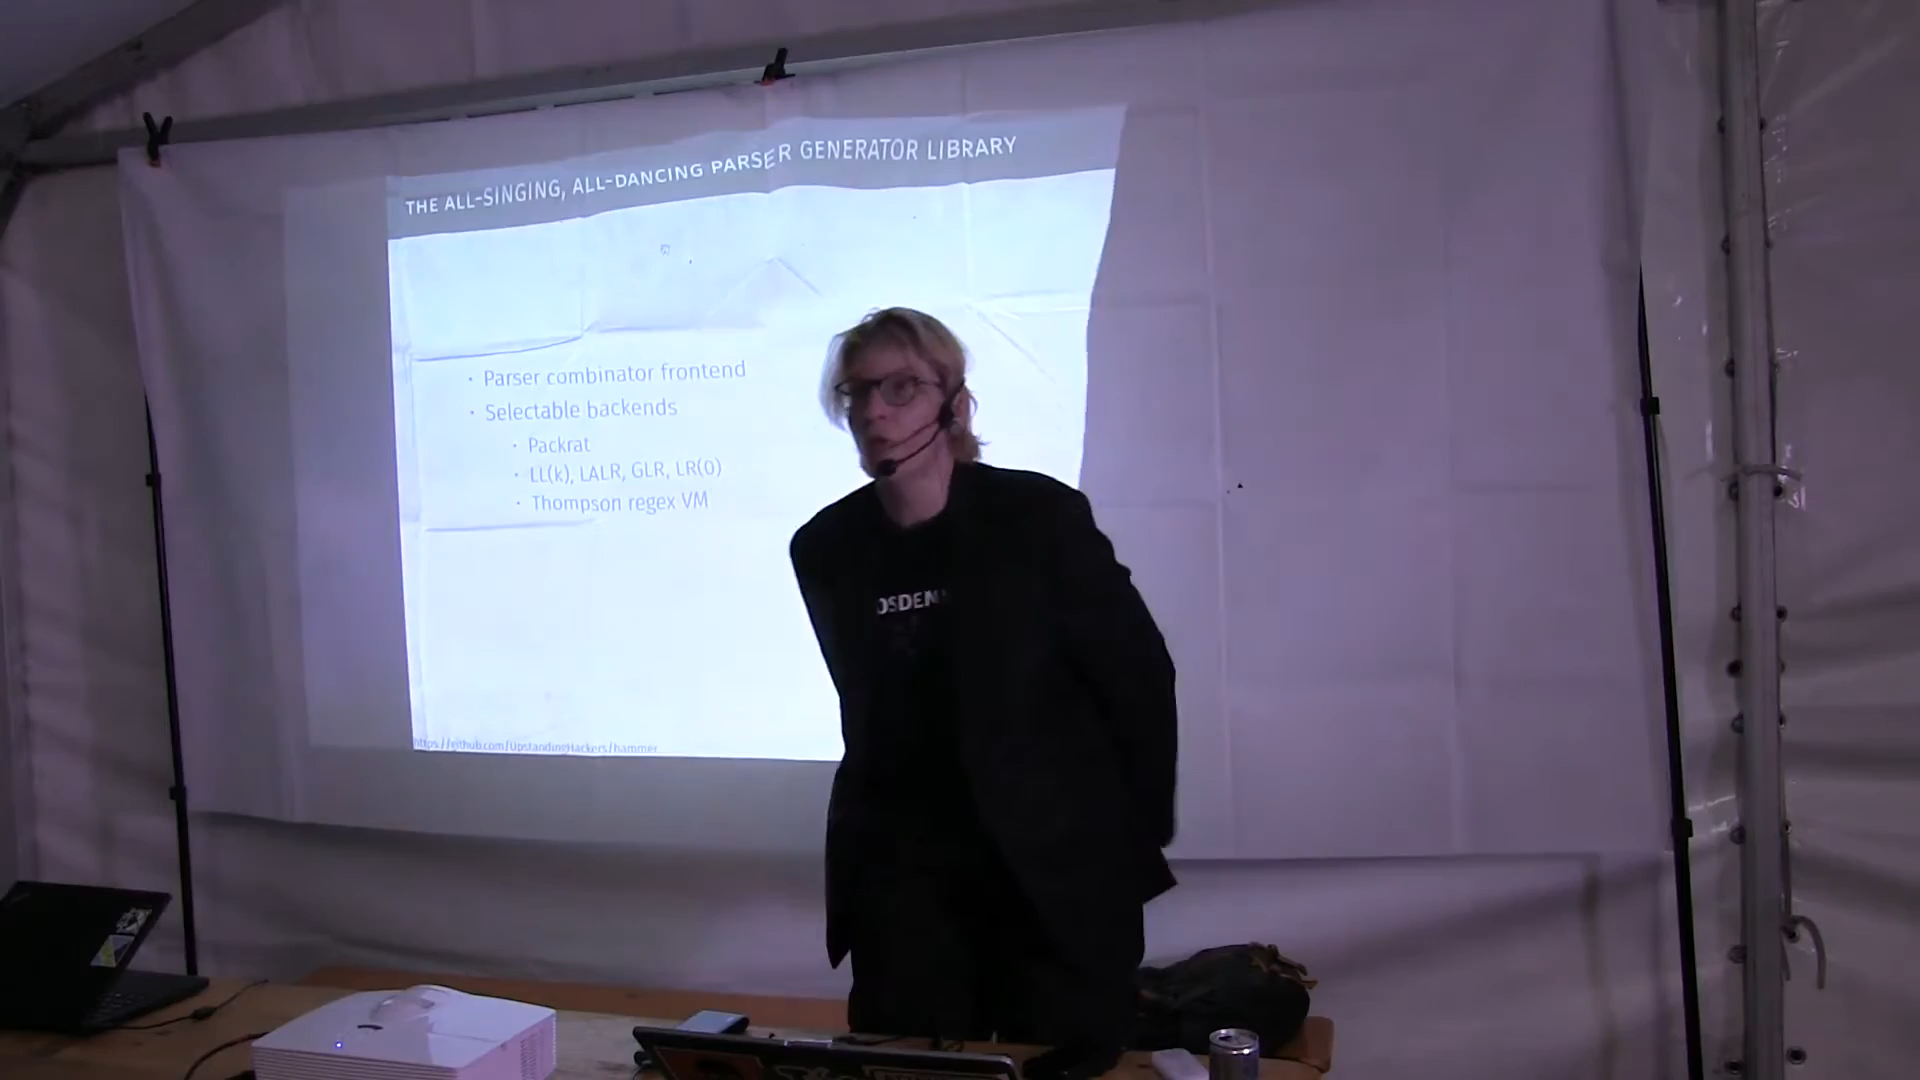 THE ALL-SINGING, ALL-DANCING PARSER GENERATOR LIBRARY
· Parser combinator frontend
· Selectable backends
· Packrat
· LL(k), LALR, GLR, LR(0)
· Thompson regex VM
https://github.com/UpstandingHackers/hammer
OSDEM